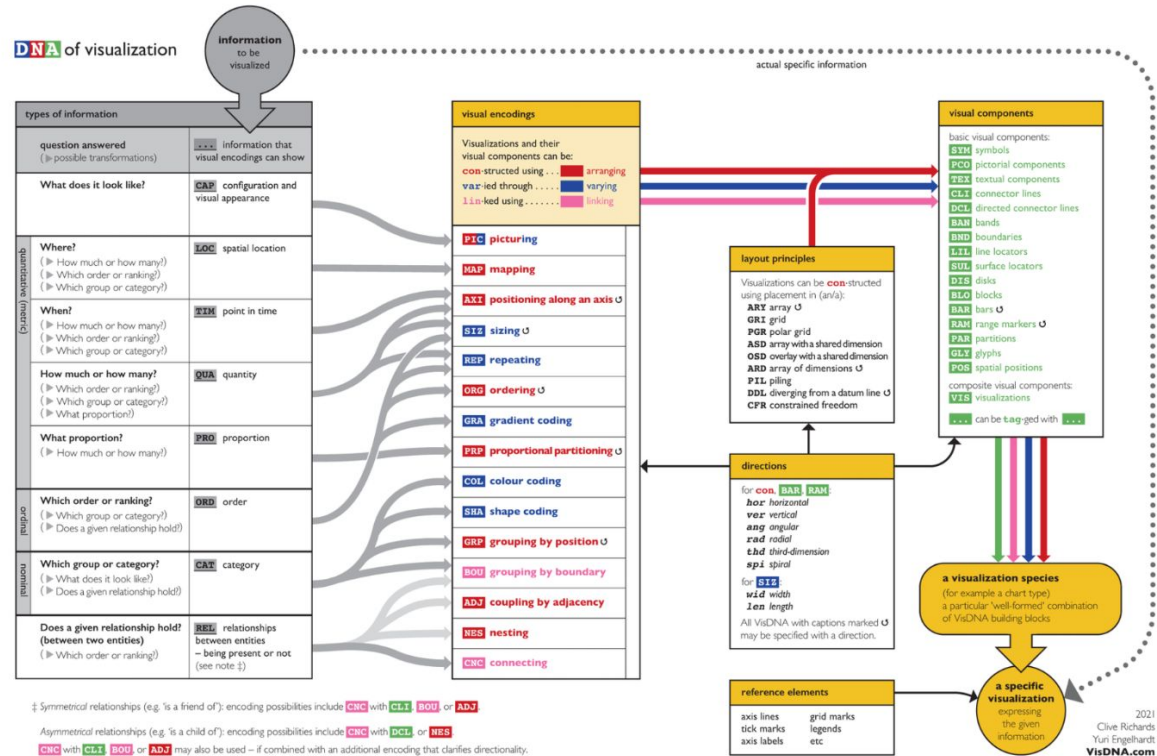 DNA of visualization
information
to be
visualized
actual specific information
types of information
question answered
(▶ possible transformations)
... information that
visual encodings can show
What does it look like?
CAP configuration and
visual appearance
quantitative (metric)
Where?
(▶ How much or how many?)
(▶ Which order or ranking?)
(▶ Which group or category?)
LOC spatial location
When?
(▶ How much or how many?)
(▶ Which order or ranking?)
(▶ Which group or category?)
TIM point in time
How much or how many?
(▶ Which order or ranking?)
(▶ Which group or category?)
(▶ What proportion?)
QUA quantity
What proportion?
(▶ How much or how many?)
PRO proportion
ordinal
Which order or ranking?
(▶ Which group or category?)
(▶ Does a given relationship hold?)
ORD order
nominal
Which group or category?
(▶ What does it look like?)
(▶ Does a given relationship hold?)
CAT category
Does a given relationship hold?
(between two entities)
(▶ Which order or ranking?)
REL relationships
between entities
– being present or not
(see note ‡)
visual encodings
Visualizations and their
visual components can be:
con·structed using ... arranging
var·ied through ..... varying
lin·ked using ....... linking
PIC picturing
MAP mapping
AXI positioning along an axis ↺
SIZ sizing ↺
REP repeating
ORG ordering ↺
GRA gradient coding
PRP proportional partitioning ↺
COL colour coding
SHA shape coding
GRP grouping by position ↺
BOU grouping by boundary
ADJ coupling by adjacency
NES nesting
CNC connecting
layout principles
Visualizations can be con·structed
using placement in (an/a):
ARY array ↺
GRI grid
PGR polar grid
ASD array with a shared dimension
OSD overlay with a shared dimension
ARD array of dimensions ↺
PIL piling
DDL diverging from a datum line ↺
CFR constrained freedom
directions
for con, BAR, RAM:
hor horizontal
ver vertical
ang angular
rad radial
thd third-dimension
spi spiral
for SIZ:
wid width
len length
All VisDNA with captions marked ↺
may be specified with a direction.
reference elements
axis lines grid marks
tick marks legends
axis labels etc
visual components
basic visual components:
SYM symbols
PCO pictorial components
TEX textual components
CLI connector lines
DCL directed connector lines
BAN bands
BND boundaries
LIL line locators
SUL surface locators
DIS disks
BLO blocks
BAR bars ↺
RAM range markers ↺
PAR partitions
GLY glyphs
POS spatial positions
composite visual components:
VIS visualizations
... can be tag-ged with ...
a visualization species
(for example a chart type)
a particular 'well-formed' combination
of VisDNA building blocks
a specific
visualization
expressing
the given
information
‡ Symmetrical relationships (e.g. 'is a friend of'): encoding possibilities include CNC with CLI, BOU, or ADJ.
Asymmetrical relationships (e.g. 'is a child of'): encoding possibilities include CNC with DCL, or NES.
CNC with CLI, BOU, or ADJ may also be used – if combined with an additional encoding that clarifies directionality.
2021
Clive Richards
Yuri Engelhardt
VisDNA.com